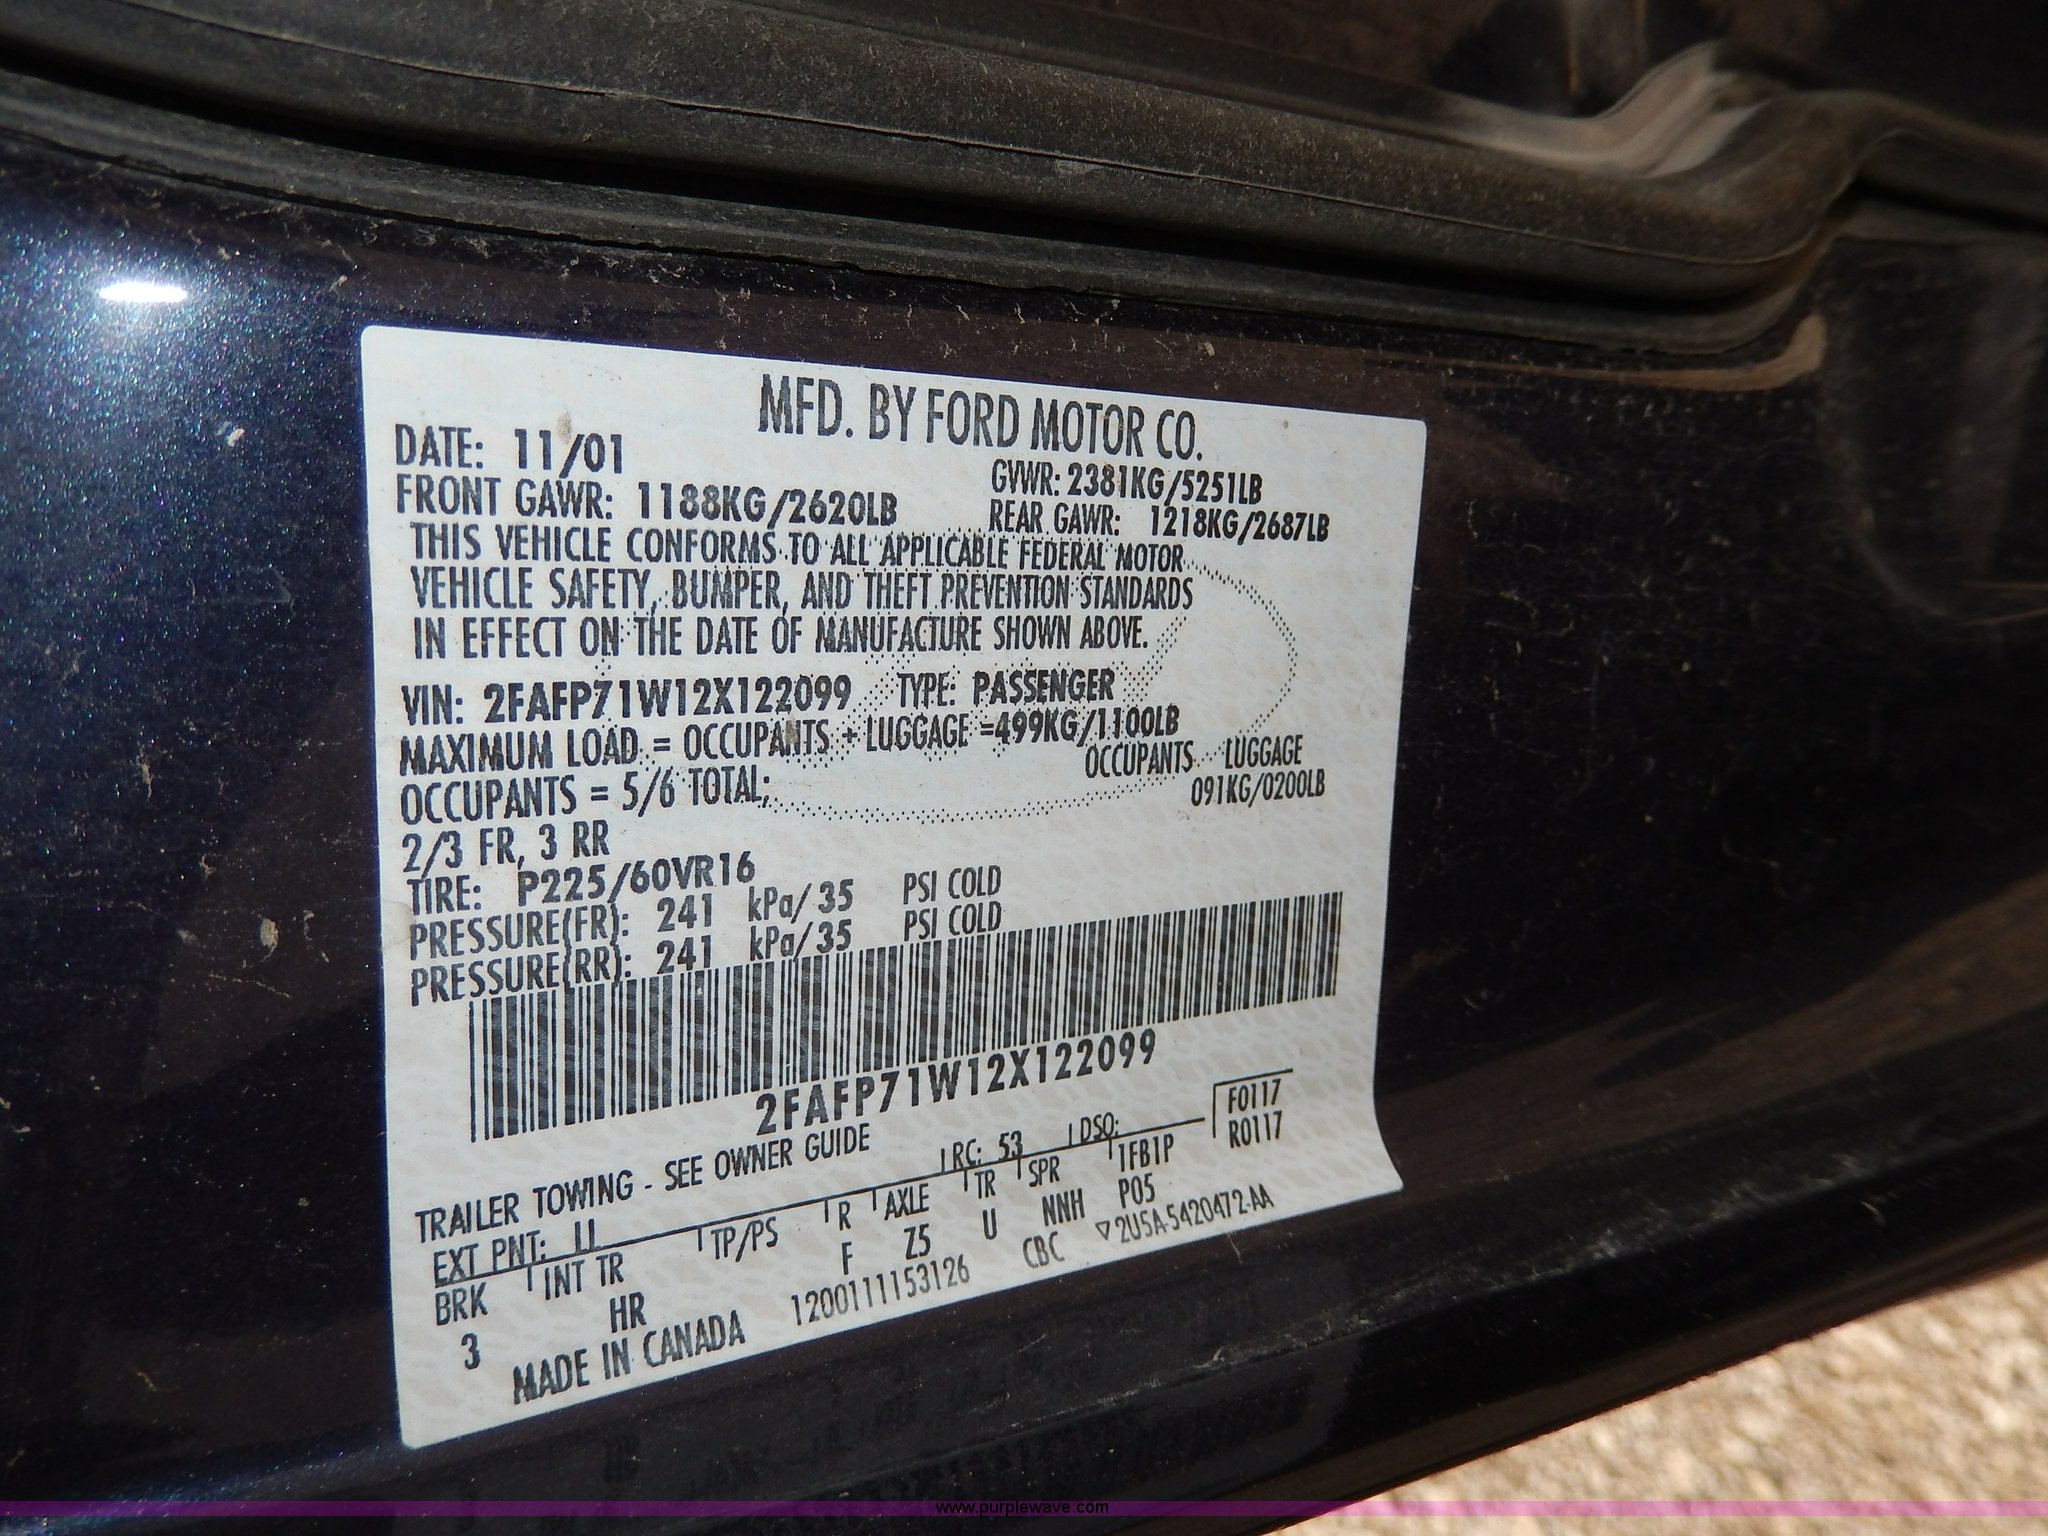 MFD. BY FORD MOTOR CO.
DATE: 11/01
GVWR: 2381KG/5251LB
FRONT GAWR: 1188KG/2620LB
REAR GAWR: 1218KG/2687LB
THIS VEHICLE CONFORMS TO ALL APPLICABLE FEDERAL MOTOR
VEHICLE SAFETY, BUMPER, AND THEFT PREVENTION STANDARDS
IN EFFECT ON THE DATE OF MANUFACTURE SHOWN ABOVE.
VIN: 2FAFP71W12X122099 TYPE: PASSENGER
MAXIMUM LOAD = OCCUPANTS + LUGGAGE =499KG/1100LB
OCCUPANTS LUGGAGE
OCCUPANTS = 5/6 TOTAL; 091KG/0200LB
2/3 FR, 3 RR
TIRE: P225/60VR16
PRESSURE(FR): 241 kPa/35 PSI COLD
PRESSURE(RR): 241 kPa/35 PSI COLD
2FAFP71W12X122099
TRAILER TOWING - SEE OWNER GUIDE
F0117
R0117
EXT PNT: LL RC: 53 DSO:
BRK INT TR TP/PS R AXLE TR SPR 1FB1P
3 HR F Z5 U NNH P05
MADE IN CANADA 1200111153126 CBC ▽2U5A-5420472-AA
www.purplewave.com